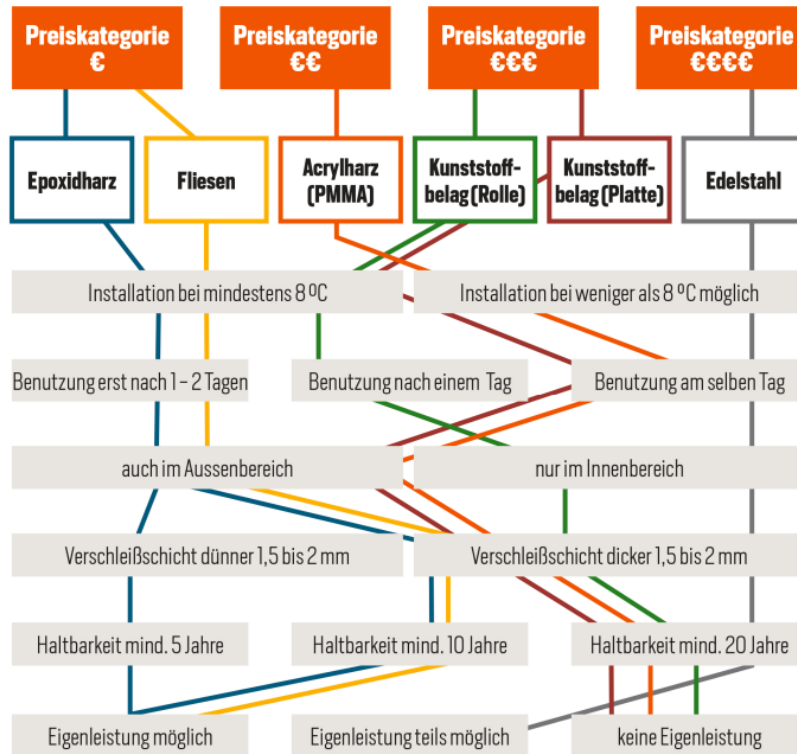 Preiskategorie
€
Preiskategorie
€€
Preiskategorie
€€€
Preiskategorie
€€€€
Epoxidharz
Fliesen
Acrylharz
(PMMA)
Kunststoff-
belag (Rolle)
Kunststoff-
belag (Platte)
Edelstahl
Installation bei mindestens 8 ºC
Installation bei weniger als 8 ºC möglich
Benutzung erst nach 1 – 2 Tagen
Benutzung nach einem Tag
Benutzung am selben Tag
auch im Aussenbereich
nur im Innenbereich
Verschleißschicht dünner 1,5 bis 2 mm
Verschleißschicht dicker 1,5 bis 2 mm
Haltbarkeit mind. 5 Jahre
Haltbarkeit mind. 10 Jahre
Haltbarkeit mind. 20 Jahre
Eigenleistung möglich
Eigenleistung teils möglich
keine Eigenleistung